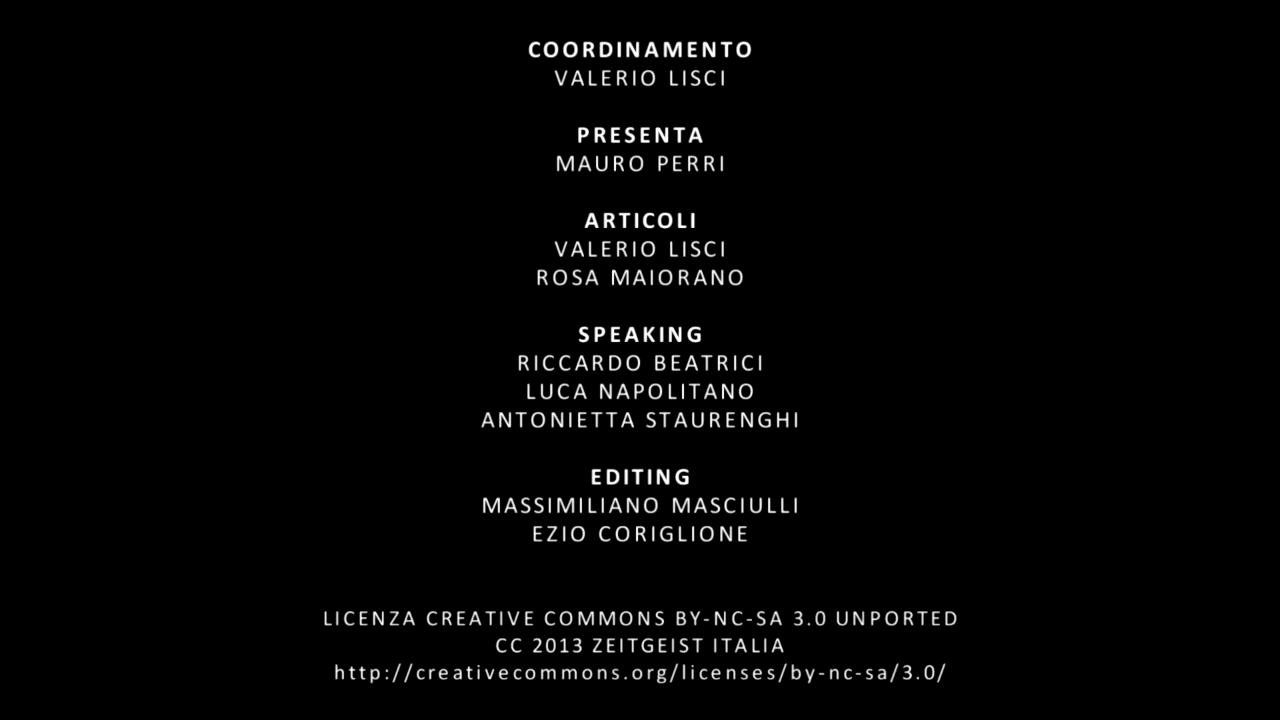 COORDINAMENTO
VALERIO LISCI
PRESENTA
MAURO PERRI
ARTICOLI
VALERIO LISCI
ROSA MAIORANO
SPEAKING
RICCARDO BEATRICI
LUCA NAPOLITANO
ANTONIETTA STAURENGHI
EDITING
MASSIMILIANO MASCIULLI
EZIO CORIGLIONE
LICENZA CREATIVE COMMONS BY-NC-SA 3.0 UNPORTED
CC 2013 ZEITGEIST ITALIA
http://creativecommons.org/licenses/by-nc-sa/3.0/